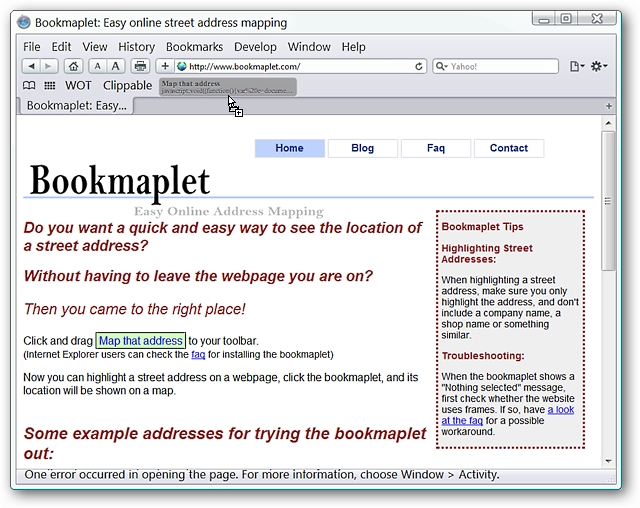 Bookmaplet: Easy online street address mapping
File Edit View History Bookmarks Develop Window Help
A A http://www.bookmaplet.com/ Yahoo!
WOT Clippable Map that address
javascript:void((function(){var%20e=docume...
Bookmaplet: Easy...
Home Blog Faq Contact
Bookmaplet
Easy Online Address Mapping
Do you want a quick and easy way to see the location of
a street address?
Without having to leave the webpage you are on?
Then you came to the right place!
Click and drag Map that address to your toolbar.
(Internet Explorer users can check the faq for installing the bookmaplet)
Now you can highlight a street address on a webpage, click the bookmaplet, and its
location will be shown on a map.
Some example addresses for trying the bookmaplet
out:
Bookmaplet Tips
Highlighting Street
Addresses:
When highlighting a street
address, make sure you only
highlight the address, and don't
include a company name, a
shop name or something
similar.
Troubleshooting:
When the bookmaplet shows a
"Nothing selected" message,
first check whether the website
uses frames. If so, have a look
at the faq for a possible
workaround.
One error occurred in opening the page. For more information, choose Window > Activity.